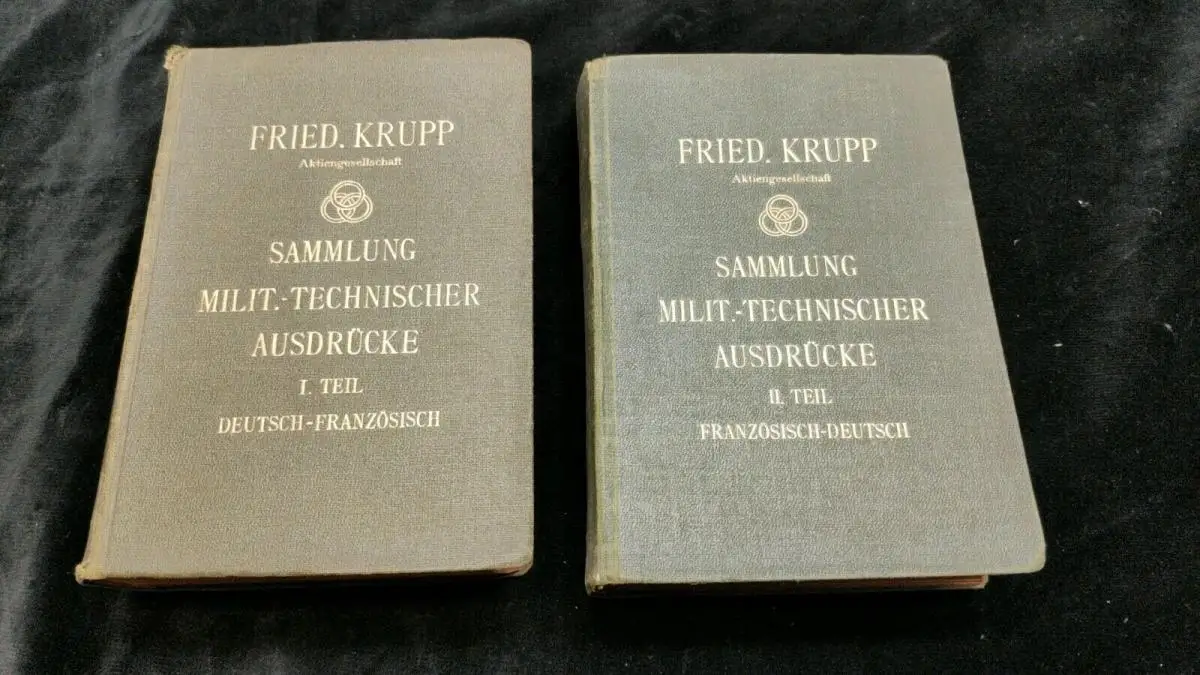 FRIED. KRUPP
Aktiengesellschaft
SAMMLUNG
MILIT.-TECHNISCHER
AUSDRÜCKE
I. TEIL
DEUTSCH-FRANZÖSISCH
FRIED. KRUPP
Aktiengesellschaft
SAMMLUNG
MILIT.-TECHNISCHER
AUSDRÜCKE
II. TEIL
FRANZÖSISCH-DEUTSCH